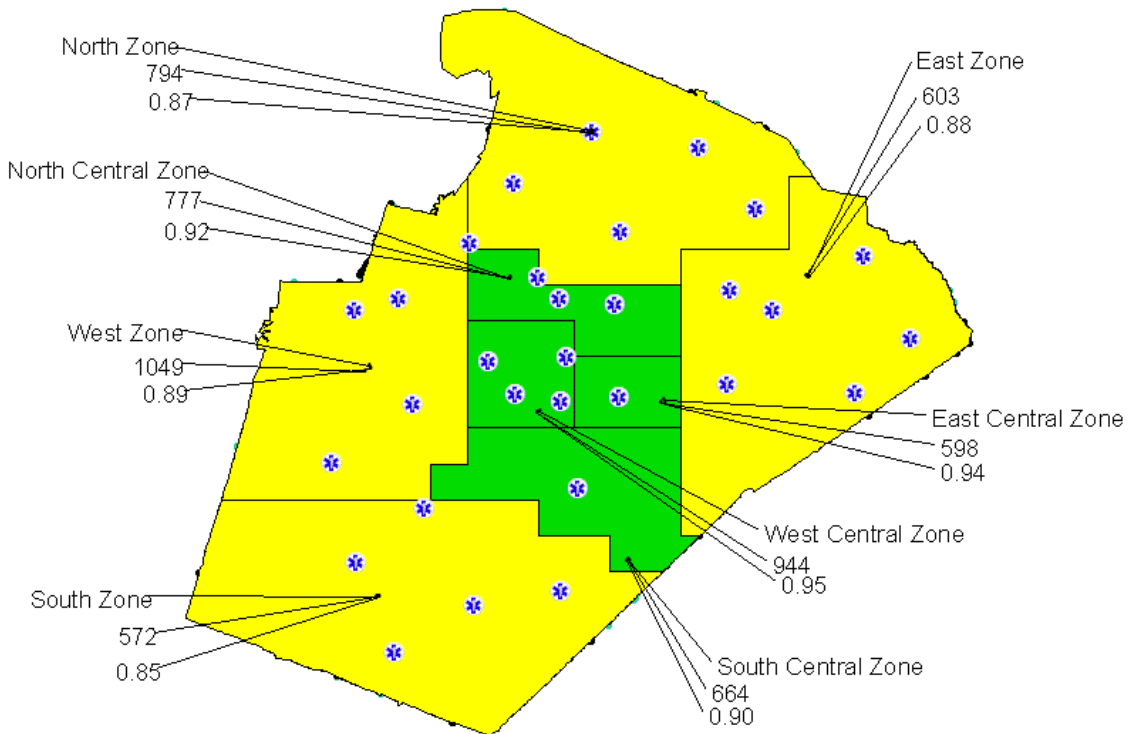 North Zone
794
0.87
East Zone
603
0.88
North Central Zone
777
0.92
West Zone
1049
0.89
East Central Zone
598
0.94
West Central Zone
944
0.95
South Zone
572
0.85
South Central Zone
664
0.90